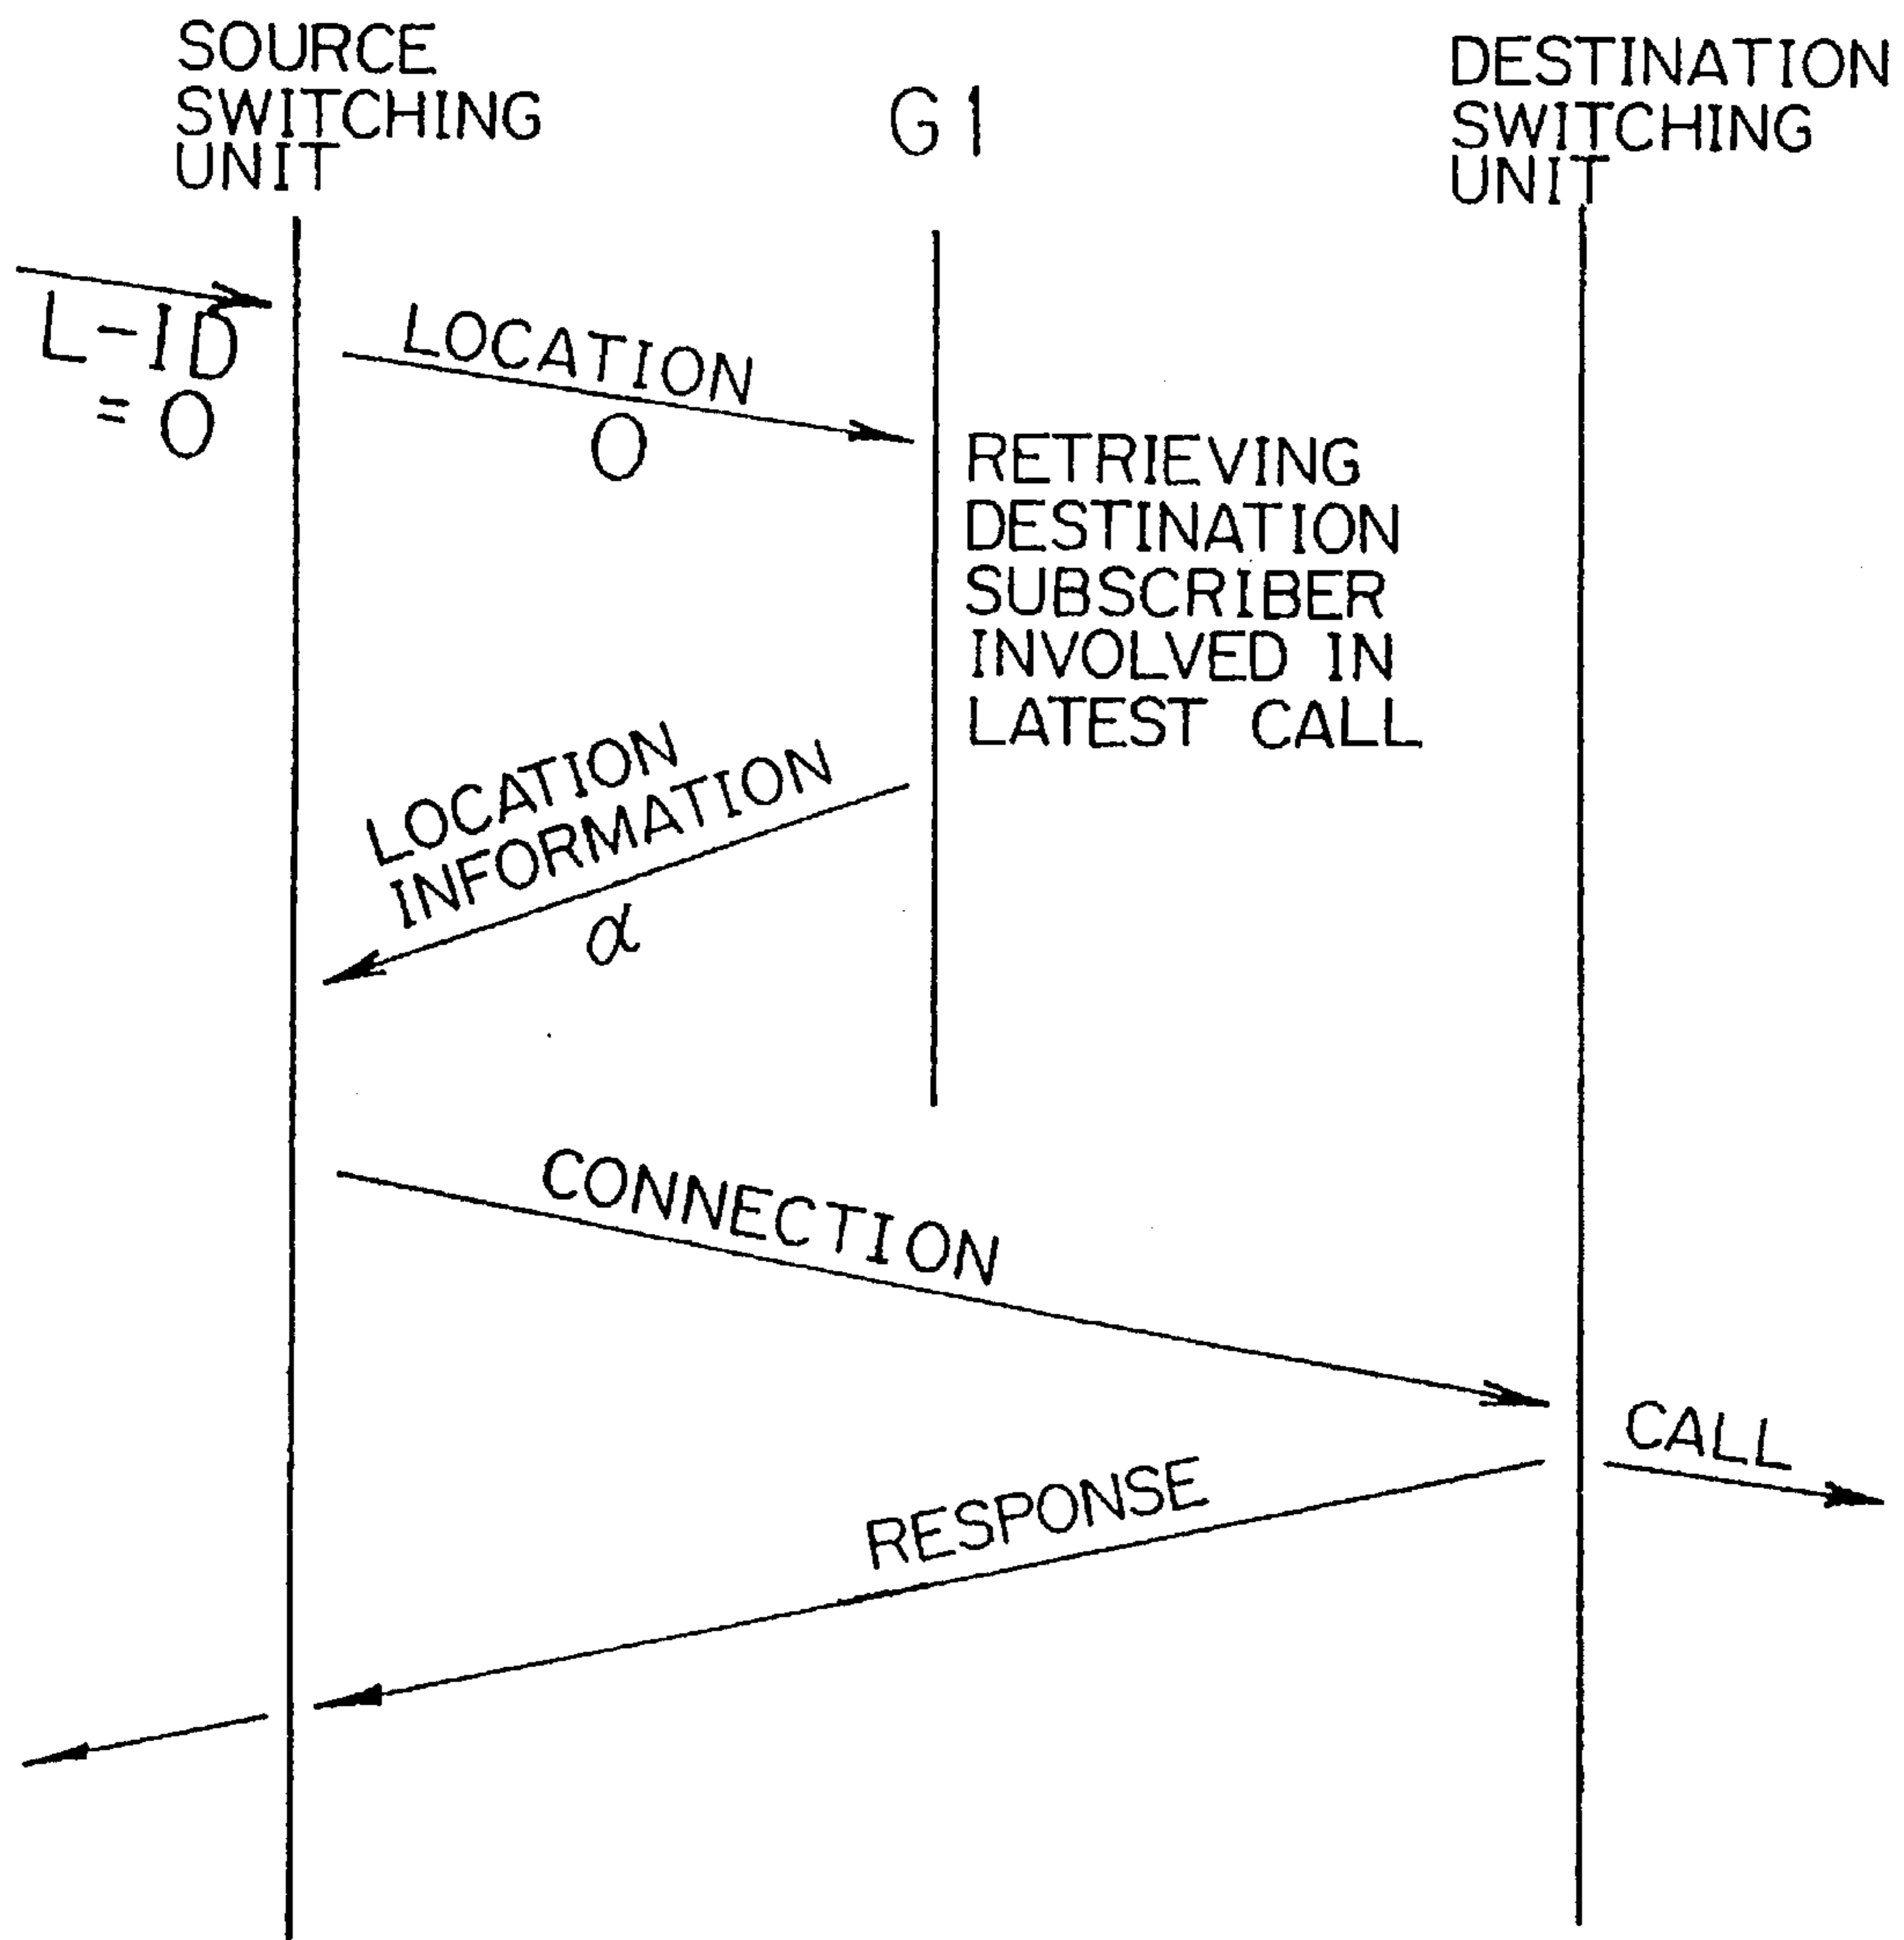 SOURCE
SWITCHING
UNIT
G1
DESTINATION
SWITCHING
UNIT
L-ID
=0
LOCATION
0
RETRIEVING
DESTINATION
SUBSCRIBER
INVOLVED IN
LATEST CALL
LOCATION
INFORMATION
α
CONNECTION
CALL
RESPONSE